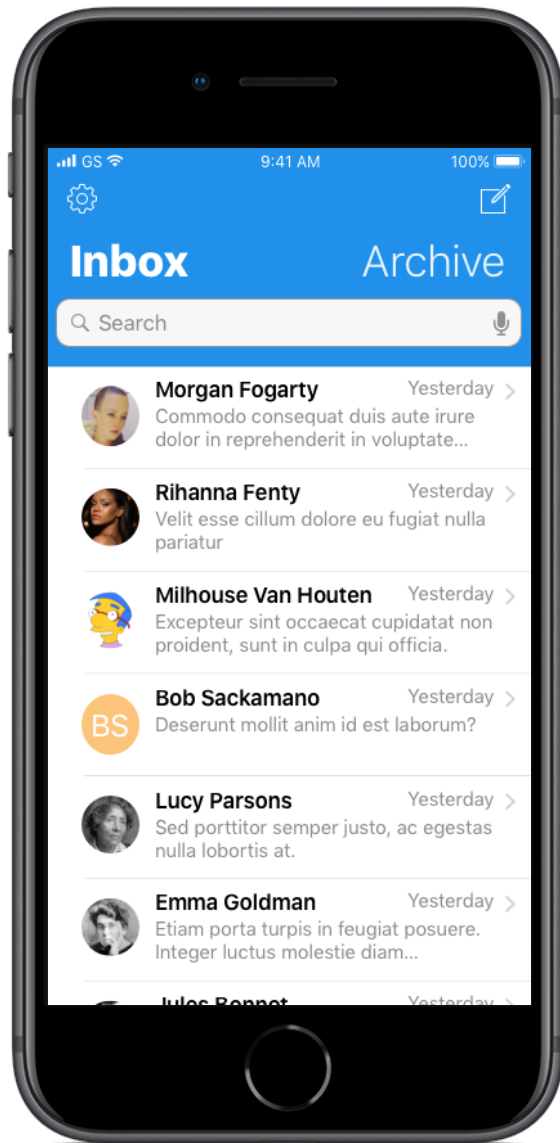 GS 9:41 AM 100%
Inbox Archive
Search
Morgan Fogarty Yesterday
Commodo consequat duis aute irure
dolor in reprehenderit in voluptate...
Rihanna Fenty Yesterday
Velit esse cillum dolore eu fugiat nulla
pariatur
Milhouse Van Houten Yesterday
Excepteur sint occaecat cupidatat non
proident, sunt in culpa qui officia.
BS
Bob Sackamano Yesterday
Deserunt mollit anim id est laborum?
Lucy Parsons Yesterday
Sed porttitor semper justo, ac egestas
nulla lobortis at.
Emma Goldman Yesterday
Etiam porta turpis in feugiat posuere.
Integer luctus molestie diam...
Jules Bonnot Yesterday